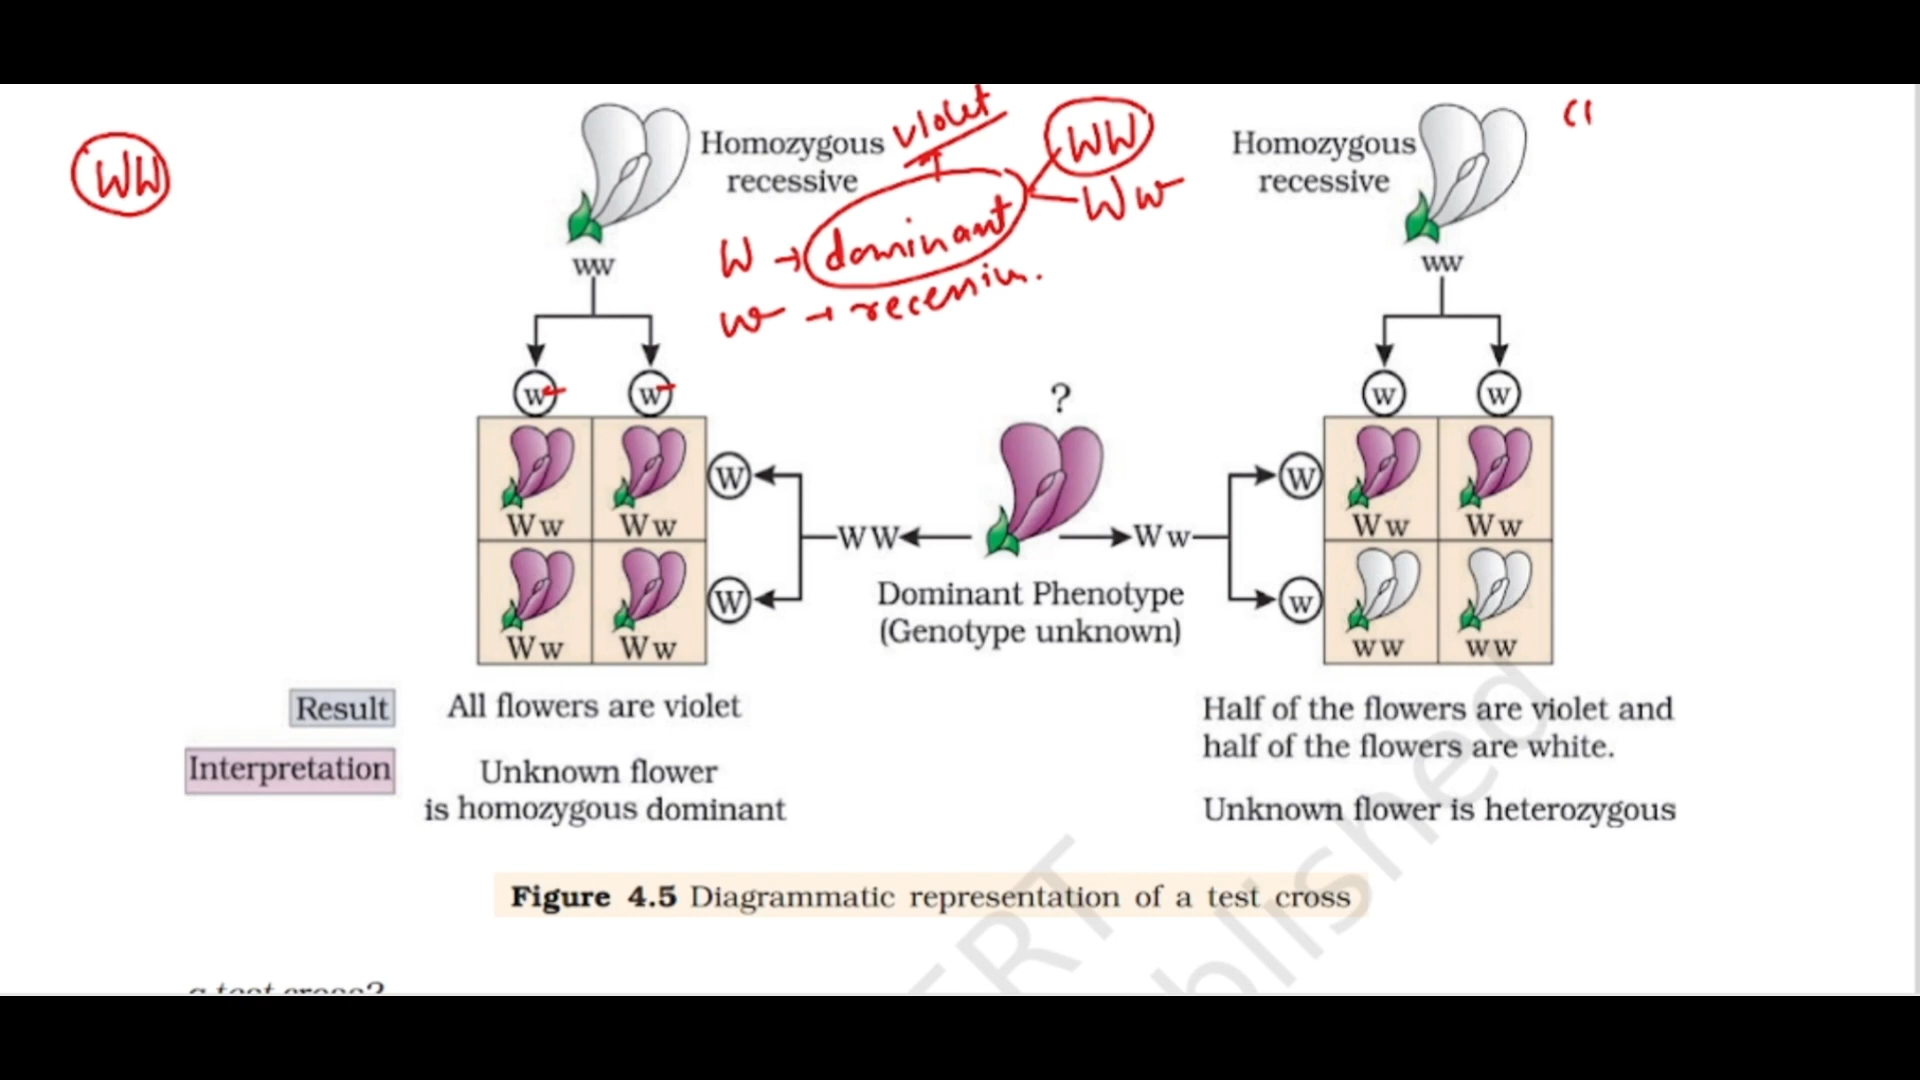 violet
WW
WW
Homozygous
recessive
Ww
Homozygous
recessive
W → dominant
w → recessive.
ww
ww
w w
w w
?
W
W
Ww Ww
WW
Ww
Ww Ww
W
w
Dominant Phenotype
(Genotype unknown)
Ww Ww
ww ww
Result
All flowers are violet
Half of the flowers are violet and
half of the flowers are white.
Interpretation
Unknown flower
is homozygous dominant
Unknown flower is heterozygous
Figure 4.5 Diagrammatic representation of a test cross
a test cross?